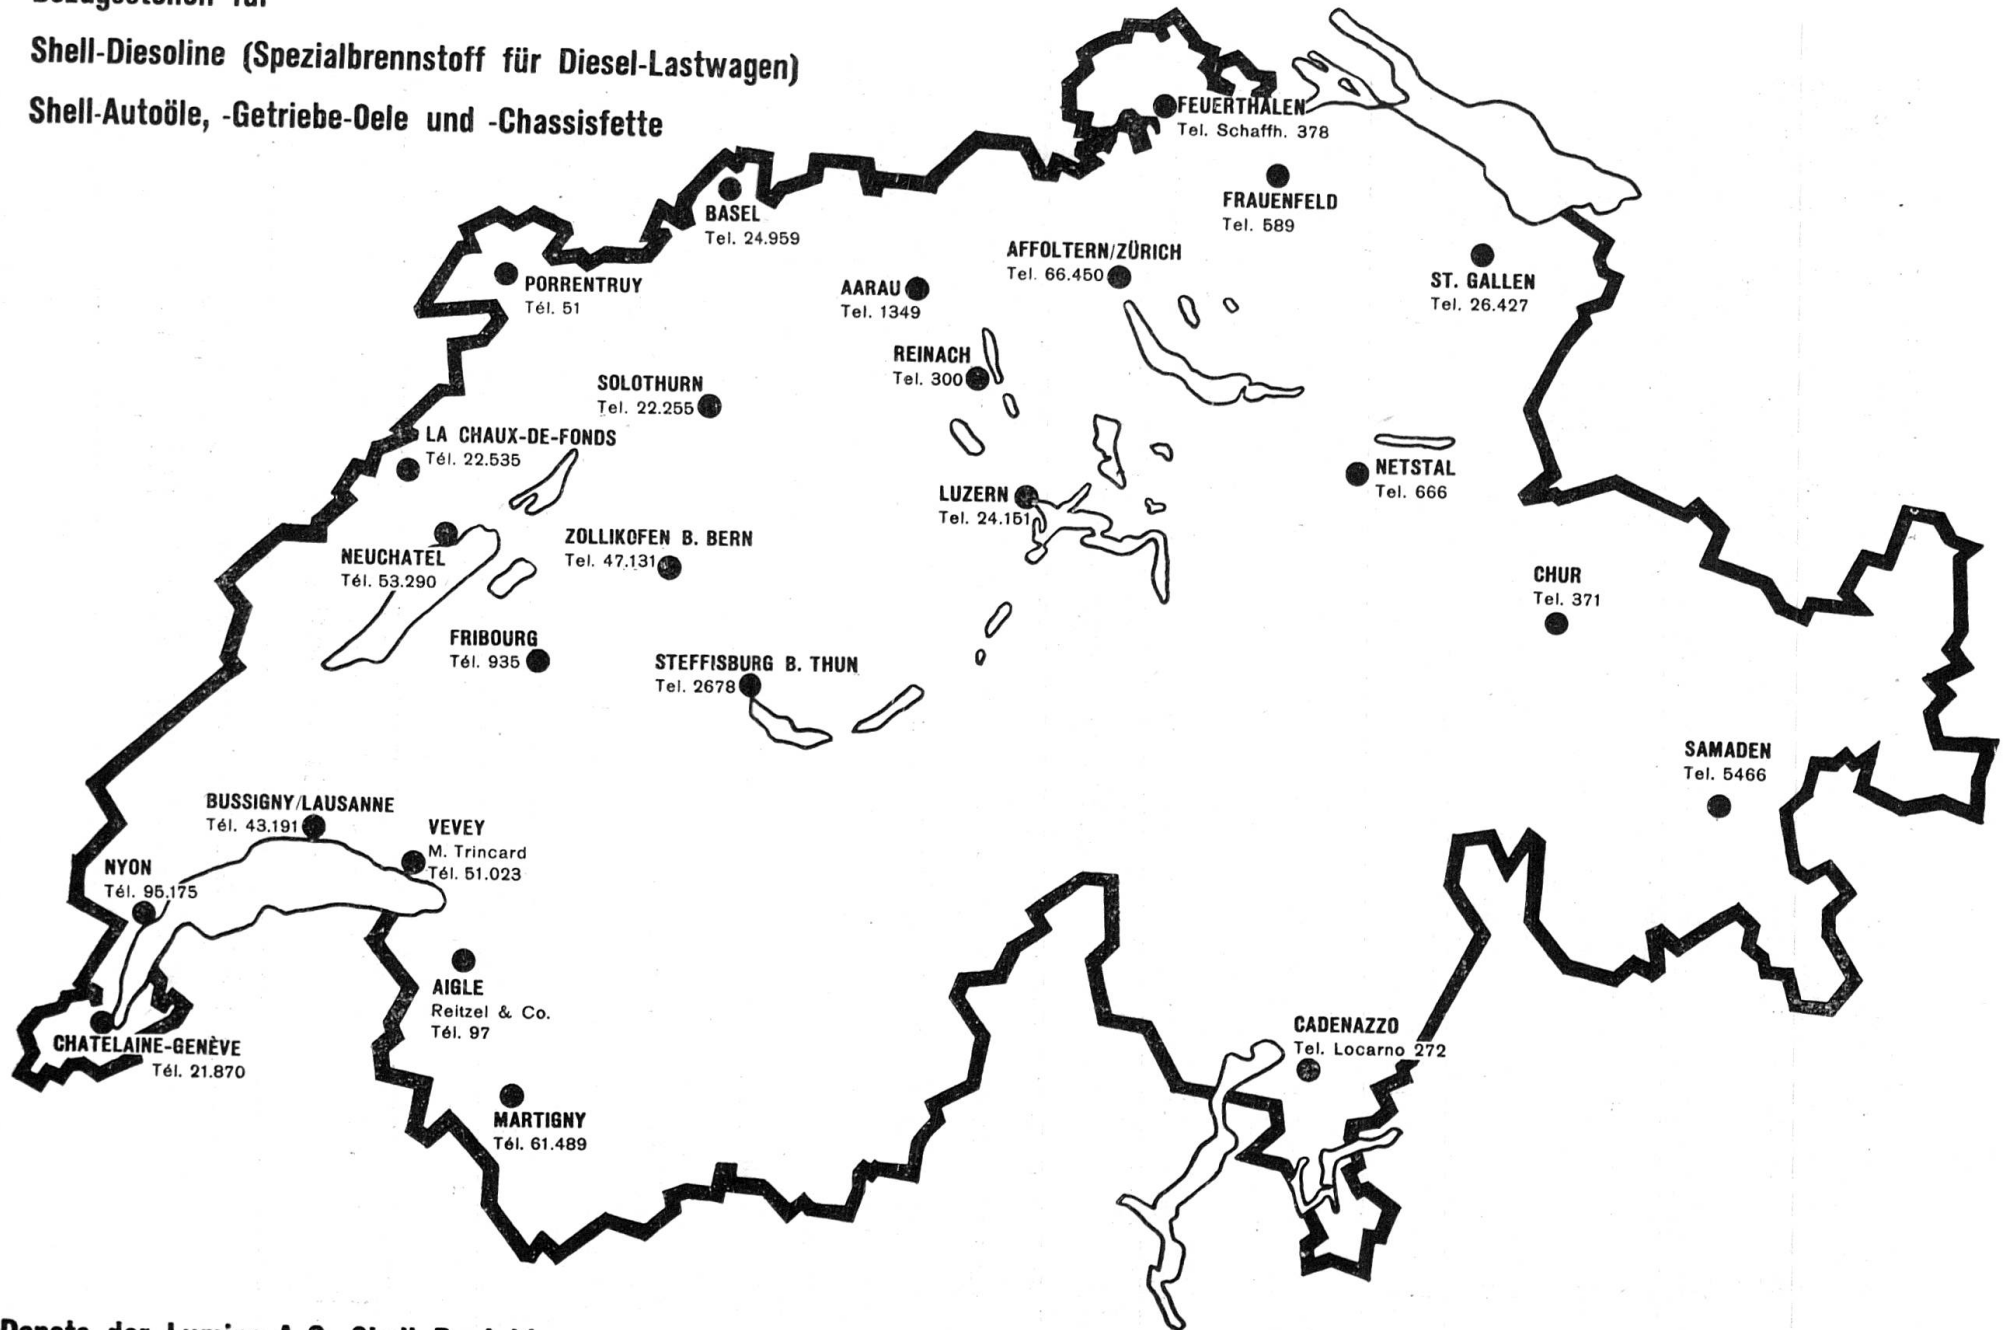 Bezugsstellen für
Shell-Diesoline (Spezialbrennstoff für Diesel-Lastwagen)
Shell-Autoöle, -Getriebe-Oele und -Chassisfette
FEUERTHALEN
Tel. Schaffh. 378
FRAUENFELD
Tel. 589
BASEL
Tel. 24.959
AFFOLTERN/ZÜRICH
Tel. 66.450
ST. GALLEN
Tel. 26.427
PORRENTRUY
Tél. 51
AARAU
Tel. 1349
REINACH
Tel. 300
SOLOTHURN
Tel. 22.255
LA CHAUX-DE-FONDS
Tél. 22.535
NETSTAL
Tel. 666
LUZERN
Tel. 24.151
ZOLLIKOFEN B. BERN
Tel. 47.131
NEUCHATEL
Tél. 53.290
CHUR
Tel. 371
FRIBOURG
Tél. 935
STEFFISBURG B. THUN
Tel. 2678
SAMADEN
Tel. 5466
BUSSIGNY/LAUSANNE
Tél. 43.191
VEVEY
M. Trincard
Tél. 51.023
NYON
Tél. 95.175
AIGLE
Reitzel & Co.
Tél. 97
CADENAZZO
Tel. Locarno 272
CHATELAINE-GENÈVE
Tél. 21.870
MARTIGNY
Tél. 61.489
Depots der Lumina A.G. Shell